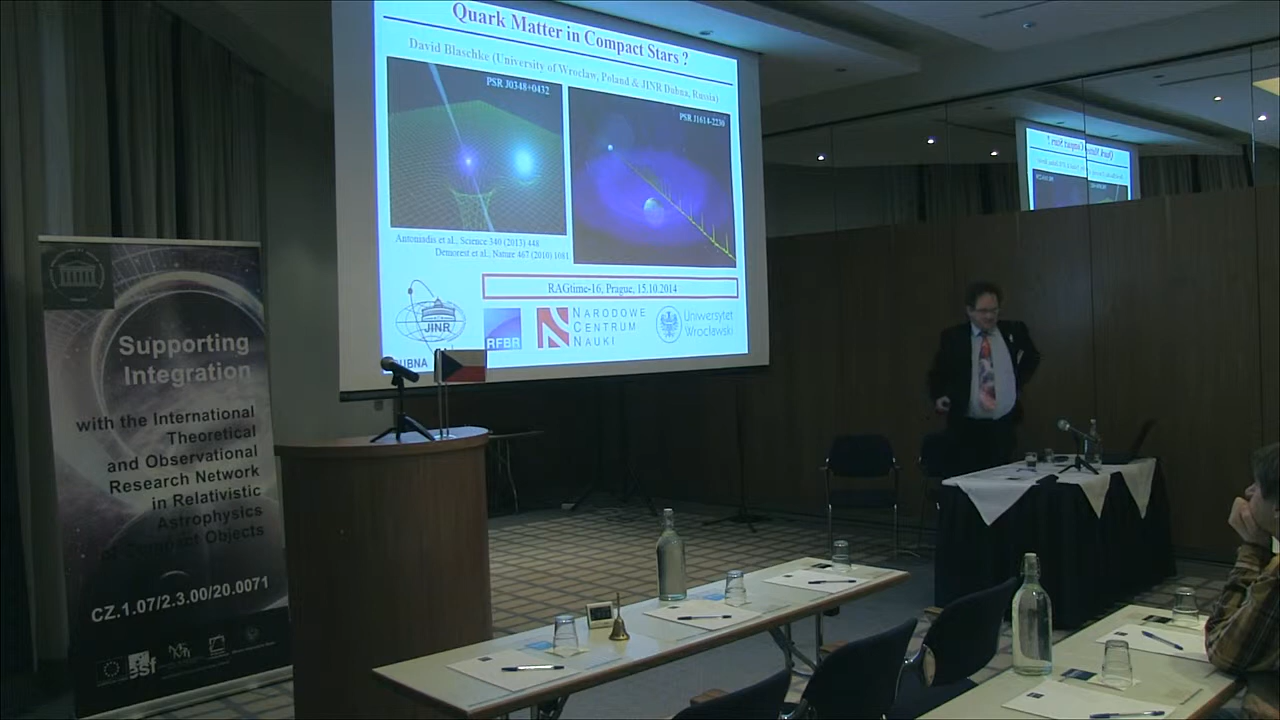 Quark Matter in Compact Stars ?
David Blaschke (University of Wroclaw, Poland & JINR Dubna, Russia)
PSR J0348+0432
PSR J1614-2230
Antoniadis et al., Science 340 (2013) 448
Demorest et al., Nature 467 (2010) 1081
RAGtime-16, Prague, 15.10.2014
JINR
DUBNA
RFBR
NARODOWE
CENTRUM
NAUKI
Uniwersytet
Wrocławski
Supporting
Integration
with the International
Theoretical
and Observational
Research Network
in Relativistic
Astrophysics
of Compact Objects
CZ.1.07/2.3.00/20.0071
esf